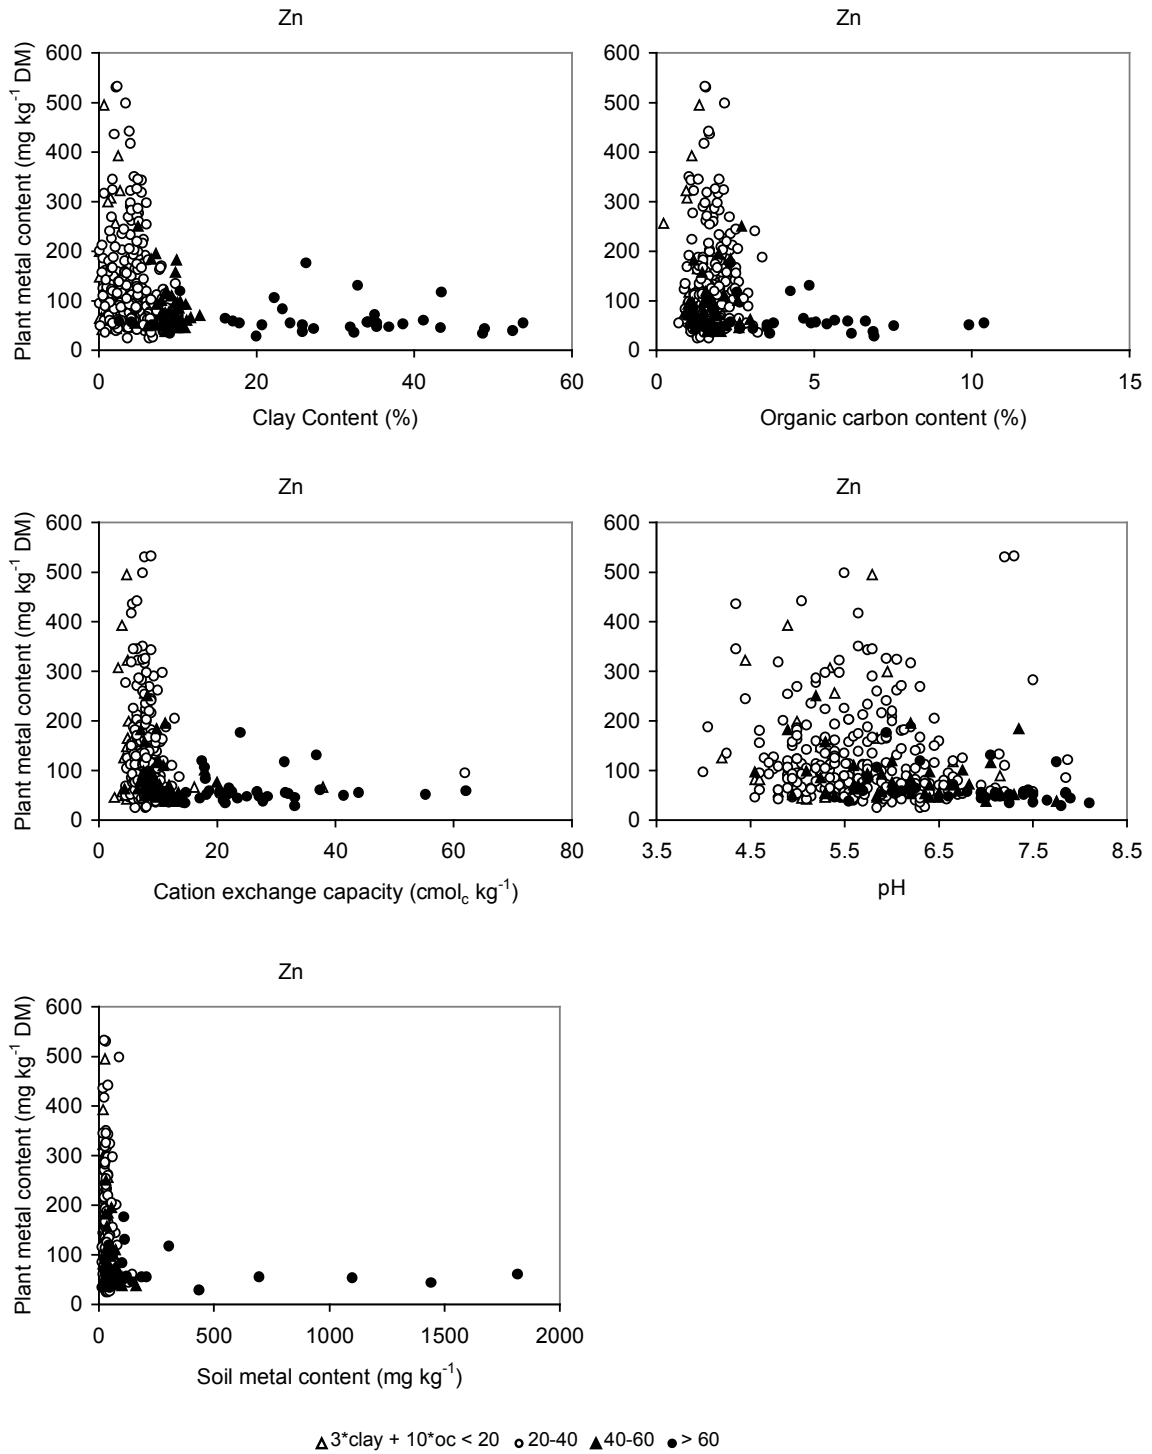 Zn
Plant metal content (mg kg-1 DM)
600
500
400
300
200
100
0
0 20 40 60
Clay Content (%)
Zn
600
500
400
300
200
100
0
0 5 10 15
Organic carbon content (%)
Zn
Plant metal content (mg kg-1 DM)
600
500
400
300
200
100
0
0 20 40 60 80
Cation exchange capacity (cmolc kg-1)
Zn
600
500
400
300
200
100
0
3.5 4.5 5.5 6.5 7.5 8.5
pH
Zn
Plant metal content (mg kg-1 DM)
600
500
400
300
200
100
0
0 500 1000 1500 2000
Soil metal content (mg kg-1)
3*clay + 10*oc < 20 20-40 40-60 > 60